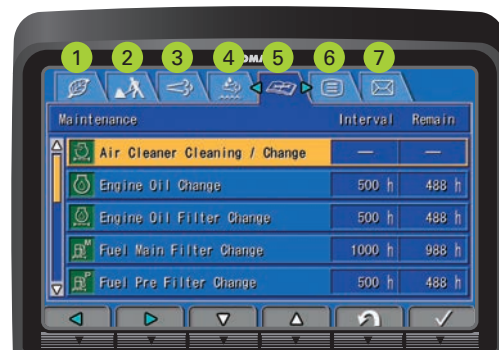 1 2 3 4 5 6 7
Maintenance Interval Remain
Air Cleaner Cleaning / Change — —
Engine Oil Change 500 h 488 h
Engine Oil Filter Change 500 h 488 h
M Fuel Main Filter Change 1000 h 988 h
P Fuel Pre Filter Change 500 h 488 h